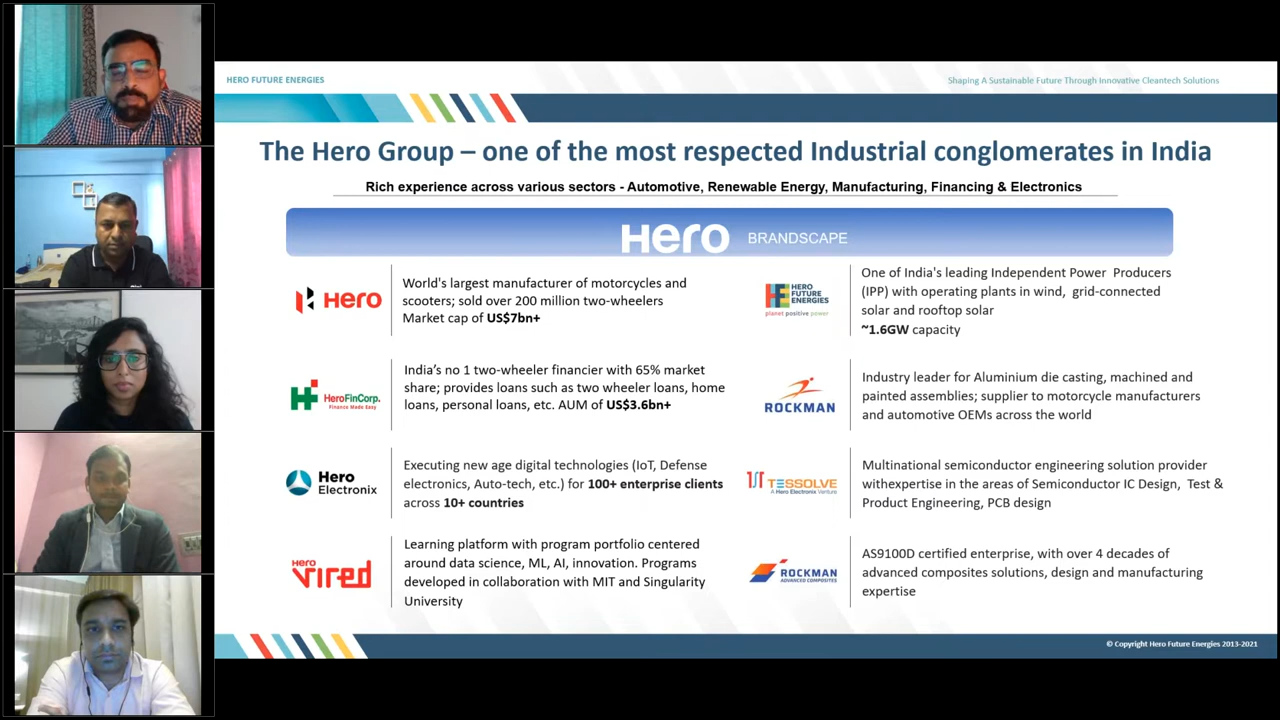 HERO FUTURE ENERGIES
Shaping A Sustainable Future Through Innovative Cleantech Solutions
The Hero Group – one of the most respected Industrial conglomerates in India
Rich experience across various sectors - Automotive, Renewable Energy, Manufacturing, Financing & Electronics
Hero BRANDSCAPE
Hero
World's largest manufacturer of motorcycles and
scooters; sold over 200 million two-wheelers
Market cap of US$7bn+
HERO
FUTURE
ENERGIES
planet positive power
One of India's leading Independent Power Producers
(IPP) with operating plants in wind, grid-connected
solar and rooftop solar
~1.6GW capacity
HeroFinCorp.
Finance Made Easy
India’s no 1 two-wheeler financier with 65% market
share; provides loans such as two wheeler loans, home
loans, personal loans, etc. AUM of US$3.6bn+
ROCKMAN
Industry leader for Aluminium die casting, machined and
painted assemblies; supplier to motorcycle manufacturers
and automotive OEMs across the world
Hero
Electronix
Executing new age digital technologies (IoT, Defense
electronics, Auto-tech, etc.) for 100+ enterprise clients
across 10+ countries
TESSOLVE
A Hero Electronix Venture
Multinational semiconductor engineering solution provider
withexpertise in the areas of Semiconductor IC Design, Test &
Product Engineering, PCB design
Hero
Vired
Learning platform with program portfolio centered
around data science, ML, AI, innovation. Programs
developed in collaboration with MIT and Singularity
University
ROCKMAN
ADVANCED COMPOSITES
AS9100D certified enterprise, with over 4 decades of
advanced composites solutions, design and manufacturing
expertise
© Copyright Hero Future Energies 2013-2021